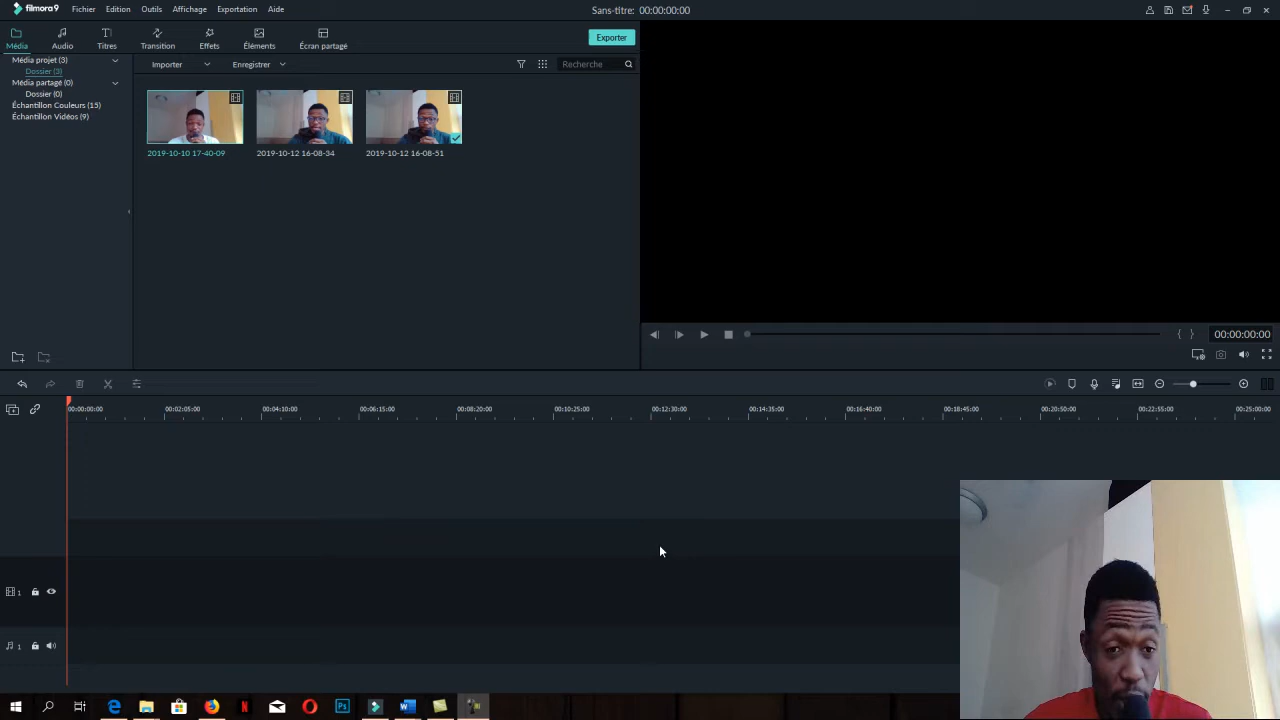 filmora9 Fichier Edition Outils Affichage Exportation Aide Sans-titre: 00:00:00:00
Média Audio Titres Transition Effets Éléments Écran partagé Exporter
Média projet (3)
Dossier (3)
Média partagé (0)
Dossier (0)
Échantillon Couleurs (15)
Échantillon Vidéos (9)
Importer Enregistrer Recherche
2019-10-10 17-40-09 2019-10-12 16-08-34 2019-10-12 16-08-51
00:00:00:00
00:00:00:00 00:02:05:00 00:04:10:00 00:06:15:00 00:08:20:00 00:10:25:00 00:12:30:00 00:14:35:00 00:16:40:00 00:18:45:00 00:20:50:00 00:22:55:00 00:25:00:00
1
1
Ps